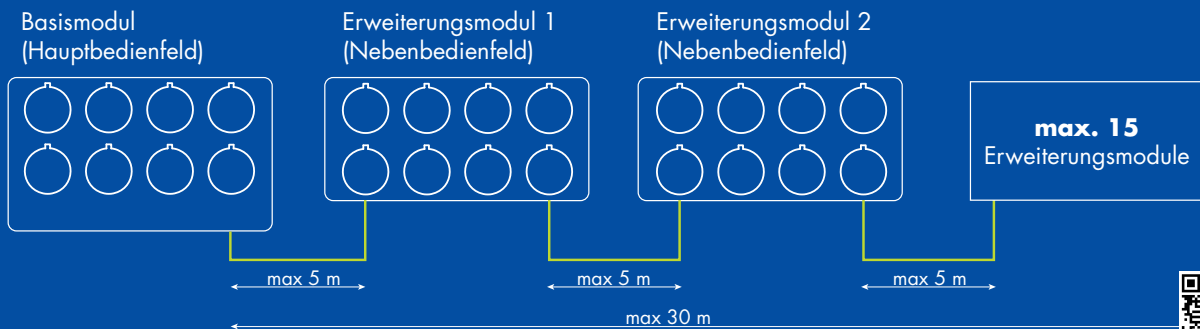 Basismodul
(Hauptbedienfeld)
Erweiterungsmodul 1
(Nebenbedienfeld)
Erweiterungsmodul 2
(Nebenbedienfeld)
max. 15
Erweiterungsmodule
max 5 m
max 5 m
max 5 m
max 30 m